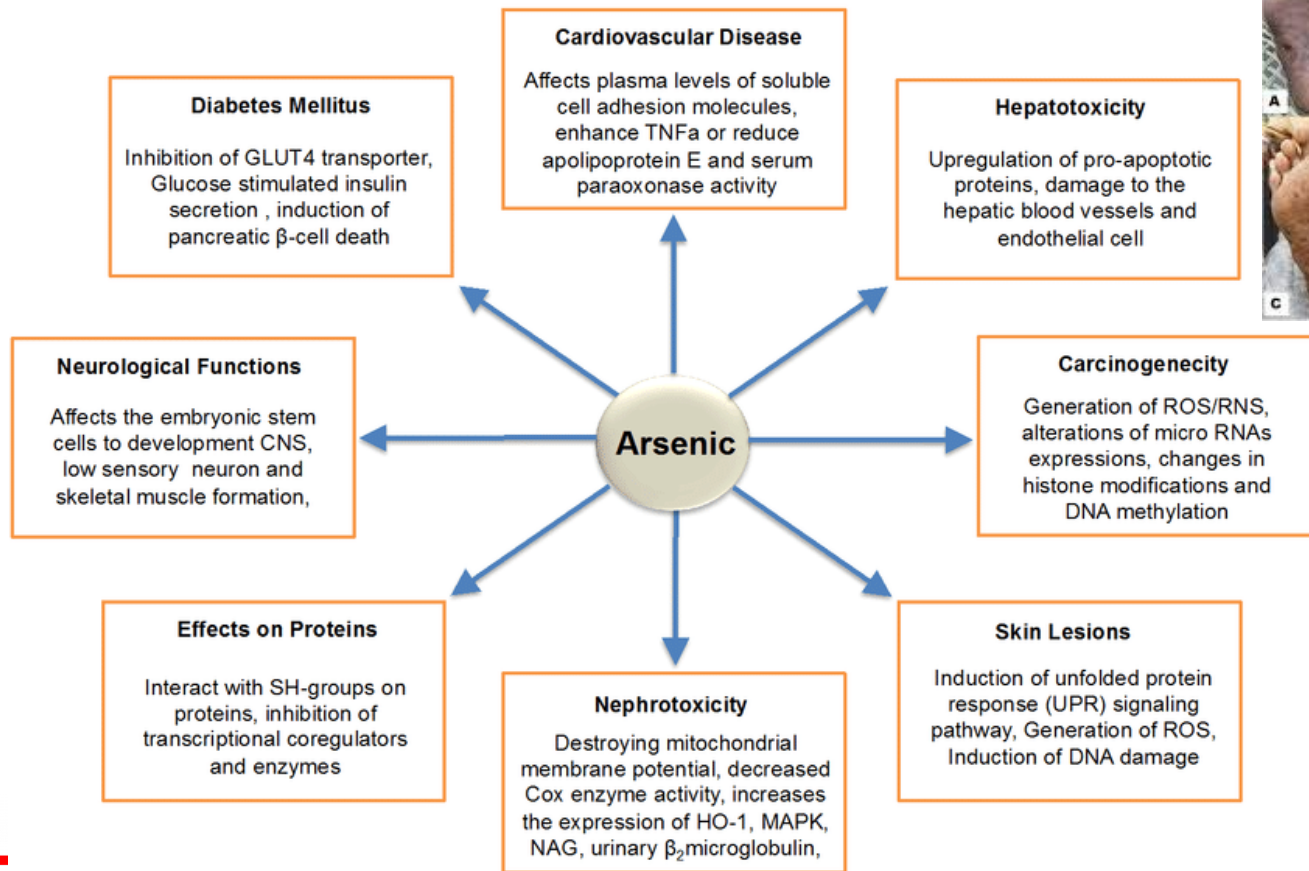 Cardiovascular Disease
Affects plasma levels of soluble
cell adhesion molecules,
enhance TNFa or reduce
apolipoprotein E and serum
paraoxonase activity
Diabetes Mellitus
Inhibition of GLUT4 transporter,
Glucose stimulated insulin
secretion , induction of
pancreatic β-cell death
Hepatotoxicity
Upregulation of pro-apoptotic
proteins, damage to the
hepatic blood vessels and
endothelial cell
A
C
Neurological Functions
Affects the embryonic stem
cells to development CNS,
low sensory neuron and
skeletal muscle formation,
Arsenic
Carcinogenecity
Generation of ROS/RNS,
alterations of micro RNAs
expressions, changes in
histone modifications and
DNA methylation
Effects on Proteins
Interact with SH-groups on
proteins, inhibition of
transcriptional coregulators
and enzymes
Nephrotoxicity
Destroying mitochondrial
membrane potential, decreased
Cox enzyme activity, increases
the expression of HO-1, MAPK,
NAG, urinary β₂microglobulin,
Skin Lesions
Induction of unfolded protein
response (UPR) signaling
pathway, Generation of ROS,
Induction of DNA damage